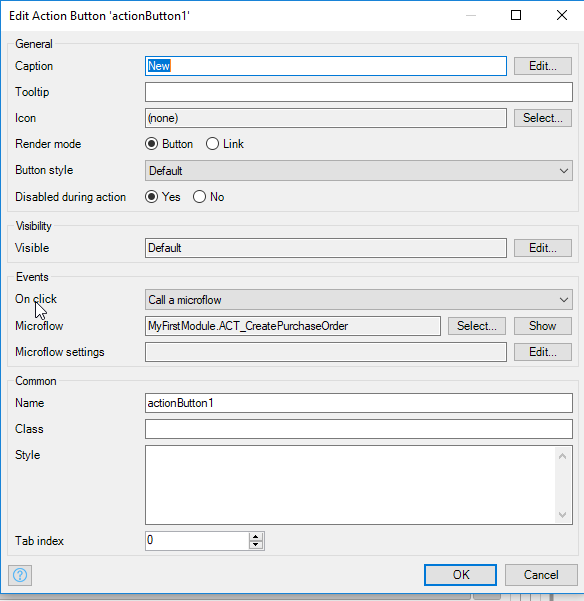 Edit Action Button 'actionButton1'
General
Caption New Edit...
Tooltip
Icon (none) Select...
Render mode Button Link
Button style Default
Disabled during action Yes No
Visibility
Visible Default Edit...
Events
On click Call a microflow
Microflow MyFirstModule.ACT_CreatePurchaseOrder Select... Show
Microflow settings Edit...
Common
Name actionButton1
Class
Style
Tab index 0
? OK Cancel